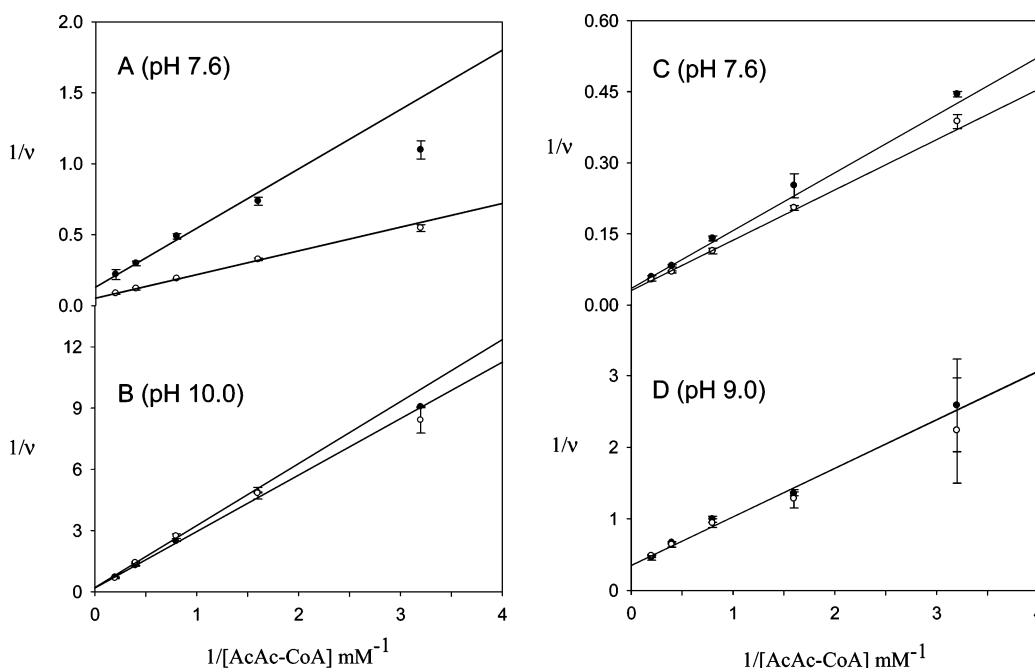 2.0
A (pH 7.6)
1.5
1/ν
1.0
0.5
0.0
12
B (pH 10.0)
9
1/ν
6
3
0
0 1 2 3 4
1/[AcAc-CoA] mM⁻¹
0.60
C (pH 7.6)
0.45
1/ν
0.30
0.15
0.00
3
D (pH 9.0)
1/ν
2
1
0
0 1 2 3 4
1/[AcAc-CoA] mM⁻¹